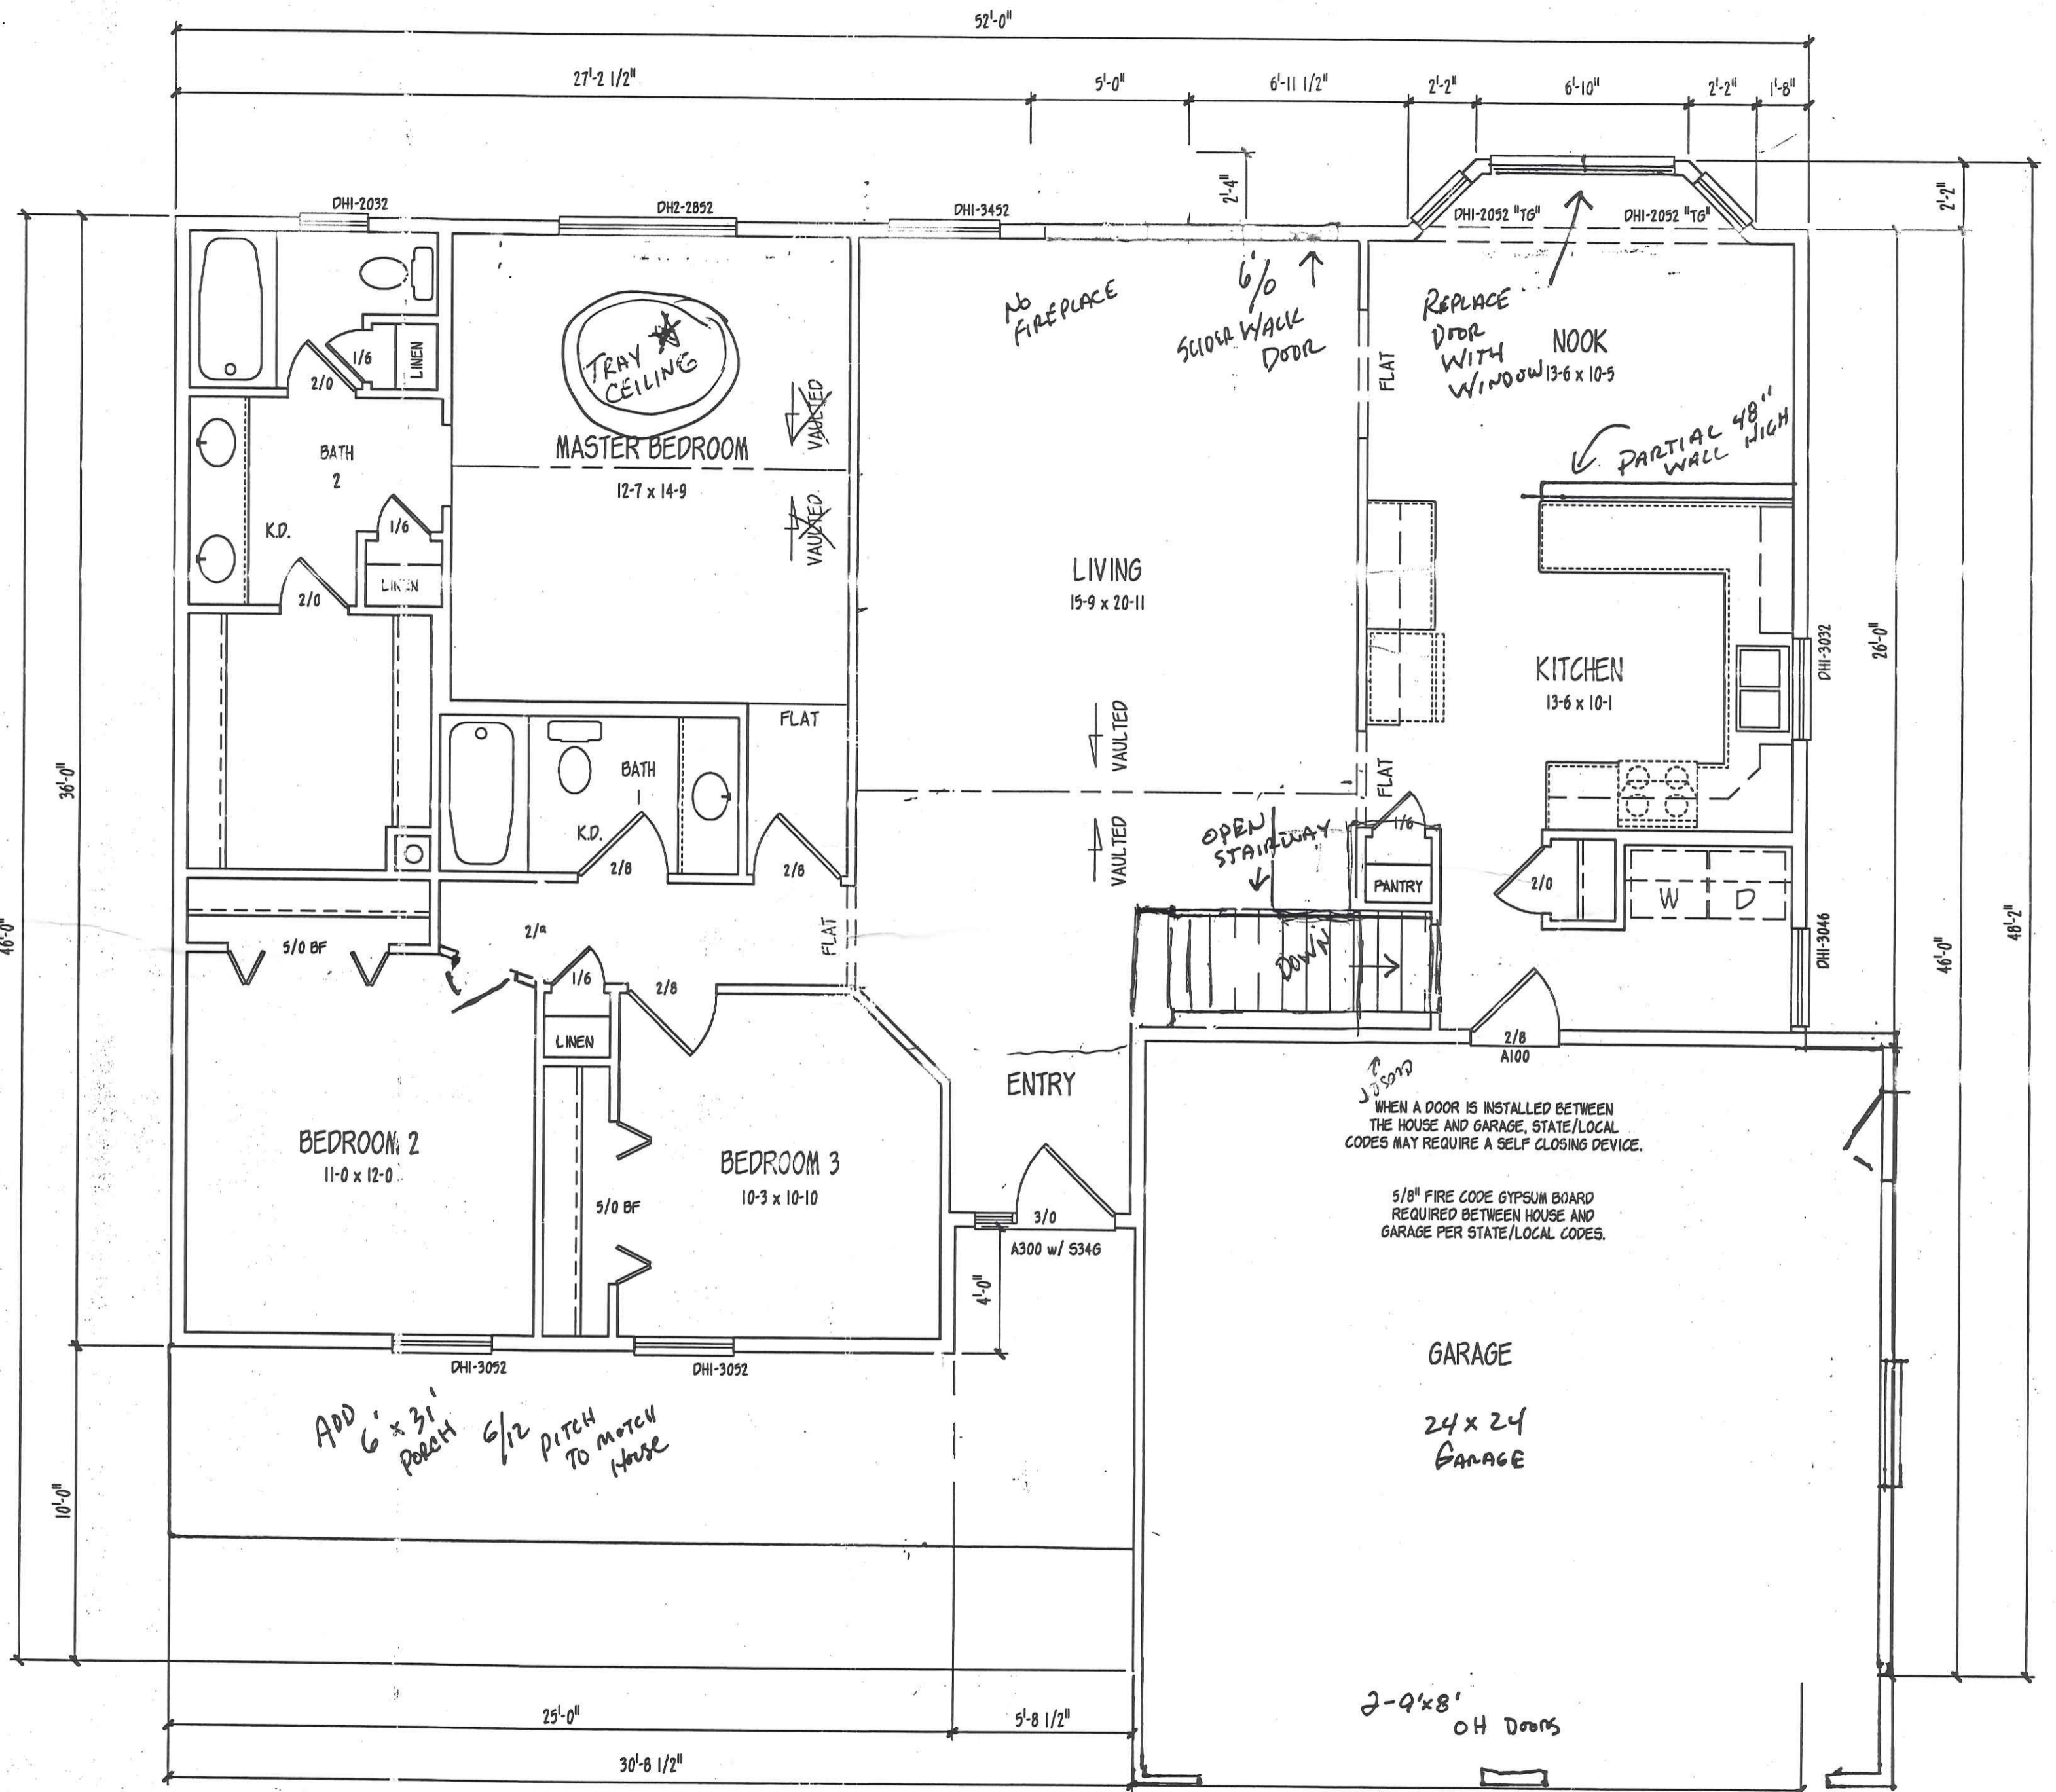 52'-0"
27'-2 1/2"
5'-0"
6'-11 1/2"
2'-2"
6'-10"
2'-2"
1'-8"
2'-4"
2'-2"
DH1-2032
DH2-2852
DH1-3452
DH1-2052 "TG"
DH1-2052 "TG"
1/6
LINEN
2/0
BATH
2
K.D.
1/6
LINEN
2/0
TRAY
CEILING
MASTER BEDROOM
12-7 x 14-9
VAULTED
VAULTED
NO
FIREPLACE
6/0
SLIDER WALK
DOOR
REPLACE
DOOR
WITH
WINDOW
NOOK
13-6 x 10-5
FLAT
PARTIAL 48"
WALL HIGH
LIVING
15-9 x 20-11
KITCHEN
13-6 x 10-1
DH1-3032
26'-0"
36'-0"
46'-0"
46'-0"
48'-2"
FLAT
BATH
1
K.D.
2/8
2/8
VAULTED
VAULTED
FLAT
OPEN
STAIRWAY
1/6
PANTRY
2/0
W
D
DH1-3046
5/0 BF
1/6
2/8
FLAT
DOWN
LINEN
2/8
A100
ENTRY
CLOSET
WHEN A DOOR IS INSTALLED BETWEEN
THE HOUSE AND GARAGE, STATE/LOCAL
CODES MAY REQUIRE A SELF CLOSING DEVICE.
BEDROOM 2
11-0 x 12-0
BEDROOM 3
10-3 x 10-10
5/0 BF
3/0
A300 w/ S34G
4'-0"
5/8" FIRE CODE GYPSUM BOARD
REQUIRED BETWEEN HOUSE AND
GARAGE PER STATE/LOCAL CODES.
DH1-3052
DH1-3052
GARAGE
24 x 24
GARAGE
ADD
6' x 31'
PORCH
6/12 PITCH
TO MATCH
HOUSE
10'-0"
25'-0"
5'-8 1/2"
30'-8 1/2"
2-9'x8'
OH DOORS